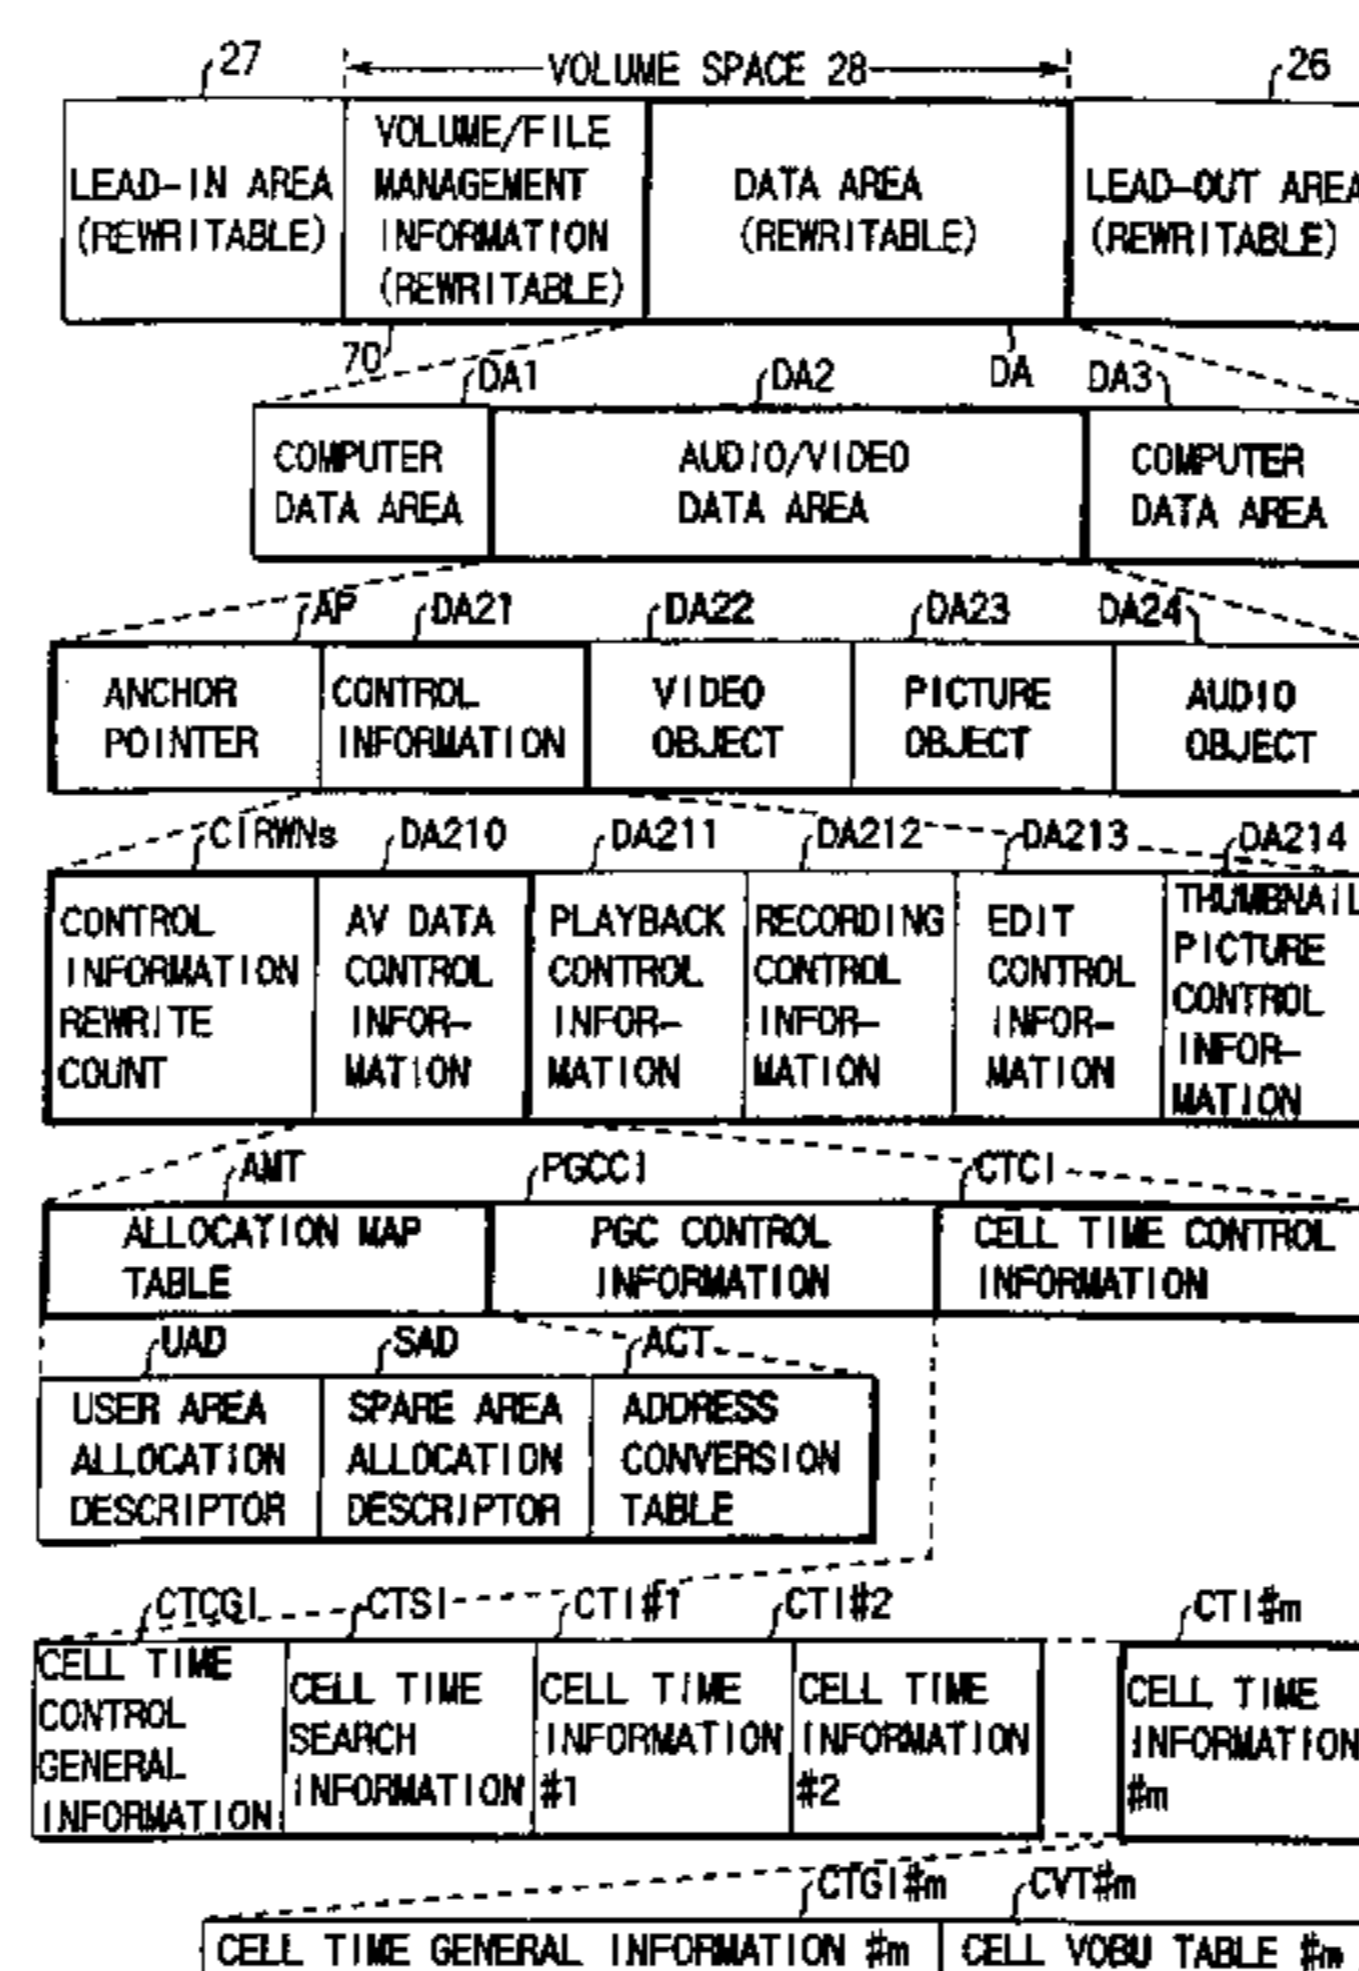 27
VOLUME SPACE 28
26
LEAD-IN AREA
(REWRITABLE)
VOLUME/FILE
MANAGEMENT
INFORMATION
(REWRITABLE)
DATA AREA
(REWRITABLE)
LEAD-OUT AREA
(REWRITABLE)
70
DA1
DA2
DA
DA3
COMPUTER
DATA AREA
AUDIO/VIDEO
DATA AREA
COMPUTER
DATA AREA
AP
DA21
DA22
DA23
DA24
ANCHOR
POINTER
CONTROL
INFORMATION
VIDEO
OBJECT
PICTURE
OBJECT
AUDIO
OBJECT
CIRWNs
DA210
DA211
DA212
DA213
DA214
CONTROL
INFORMATION
REWRITE
COUNT
AV DATA
CONTROL
INFOR-
MATION
PLAYBACK
CONTROL
INFOR-
MATION
RECORDING
CONTROL
INFOR-
MATION
EDIT
CONTROL
INFOR-
MATION
THUMBNAIL
PICTURE
CONTROL
INFOR-
MATION
AMT
PGCCI
CTCI
ALLOCATION MAP
TABLE
PGC CONTROL
INFORMATION
CELL TIME CONTROL
INFORMATION
UAD
SAD
ACT
USER AREA
ALLOCATION
DESCRIPTOR
SPARE AREA
ALLOCATION
DESCRIPTOR
ADDRESS
CONVERSION
TABLE
CTCGI
CTSI
CTI#1
CTI#2
CTI#m
CELL TIME
CONTROL
GENERAL
INFORMATION
CELL TIME
SEARCH
INFORMATION
CELL TIME
INFORMATION
#1
CELL TIME
INFORMATION
#2
CELL TIME
INFORMATION
#m
CTGI#m
CVT#m
CELL TIME GENERAL INFORMATION #m
CELL VOBU TABLE #m